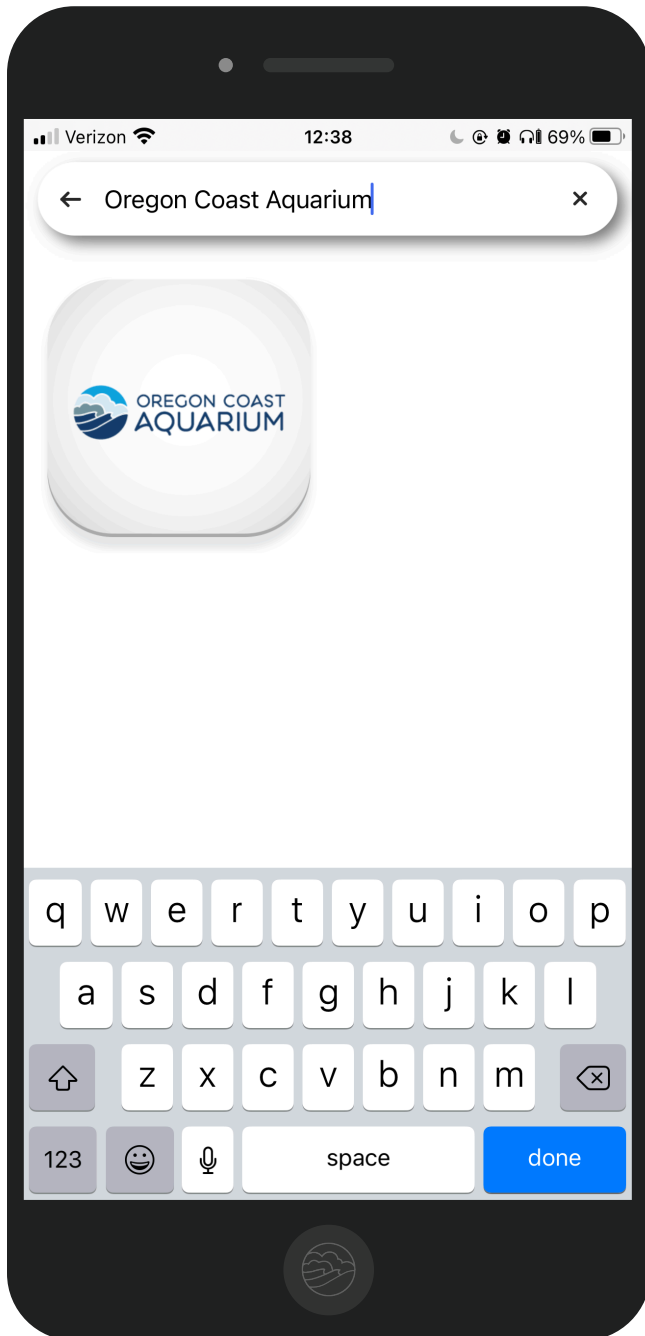 Verizon 12:38 69%
Oregon Coast Aquarium
OREGON COAST
AQUARIUM
q w e r t y u i o p
a s d f g h j k l
z x c v b n m
123 space done